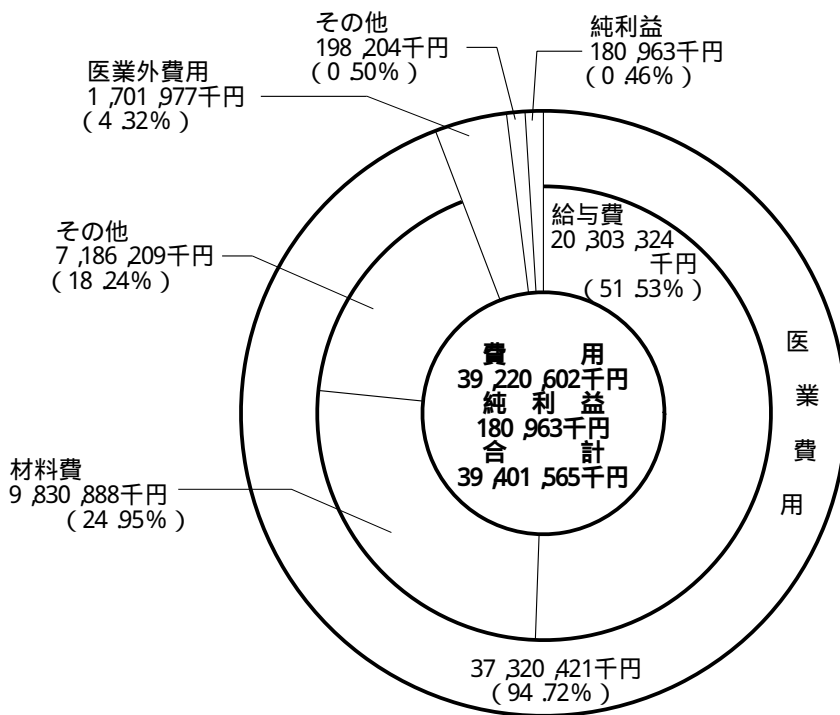 その他
198,204千円
（0.50％）
純利益
180,963千円
（0.46％）
医業外費用
1,701,977千円
（4.32％）
その他
7,186,209千円
（18.24％）
給与費
20,303,324
千円
（51.53％）
医業費用
費用
39,220,602千円
純利益
180,963千円
合計
39,401,565千円
材料費
9,830,888千円
（24.95％）
37,320,421千円
（94.72％）